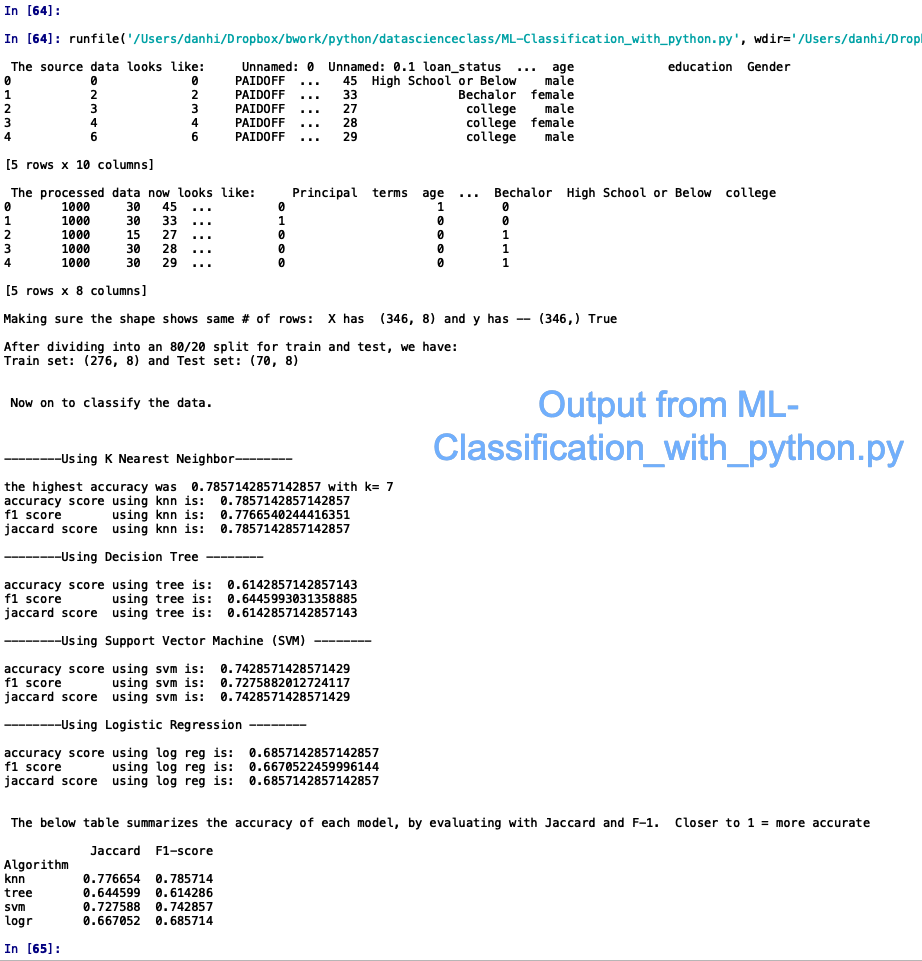 In [64]:
In [64]: runfile('/Users/danhi/Dropbox/bwork/python/datascienceclass/ML-Classification_with_python.py', wdir='/Users/danhi/Drop
The source data looks like:     Unnamed: 0  Unnamed: 0.1 loan_status  ...  age             education  Gender
0           0             0     PAIDOFF  ...   45  High School or Below    male
1           2             2     PAIDOFF  ...   33              Bechalor  female
2           3             3     PAIDOFF  ...   27               college    male
3           4             4     PAIDOFF  ...   28               college  female
4           6             6     PAIDOFF  ...   29               college    male
[5 rows x 10 columns]
The processed data now looks like:     Principal  terms  age  ...  Bechalor  High School or Below  college
0       1000     30   45  ...         0                     1        0
1       1000     30   33  ...         1                     0        0
2       1000     15   27  ...         0                     0        1
3       1000     30   28  ...         0                     0        1
4       1000     30   29  ...         0                     0        1
[5 rows x 8 columns]
Making sure the shape shows same # of rows:  X has  (346, 8) and y has -- (346,) True
After dividing into an 80/20 split for train and test, we have:
Train set: (276, 8) and Test set: (70, 8)
Now on to classify the data.
Output from ML-
Classification_with_python.py
--------Using K Nearest Neighbor--------
the highest accuracy was  0.7857142857142857 with k= 7
accuracy score using knn is:  0.7857142857142857
f1 score       using knn is:  0.7766540244416351
jaccard score  using knn is:  0.7857142857142857
--------Using Decision Tree --------
accuracy score using tree is:  0.6142857142857143
f1 score       using tree is:  0.6445993031358885
jaccard score  using tree is:  0.6142857142857143
--------Using Support Vector Machine (SVM) --------
accuracy score using svm is:  0.7428571428571429
f1 score       using svm is:  0.7275882012724117
jaccard score  using svm is:  0.7428571428571429
--------Using Logistic Regression --------
accuracy score using log reg is:  0.6857142857142857
f1 score       using log reg is:  0.6670522459996144
jaccard score  using log reg is:  0.6857142857142857
The below table summarizes the accuracy of each model, by evaluating with Jaccard and F-1.  Closer to 1 = more accurate
Jaccard  F1-score
Algorithm
knn        0.776654  0.785714
tree       0.644599  0.614286
svm        0.727588  0.742857
logr       0.667052  0.685714
In [65]: